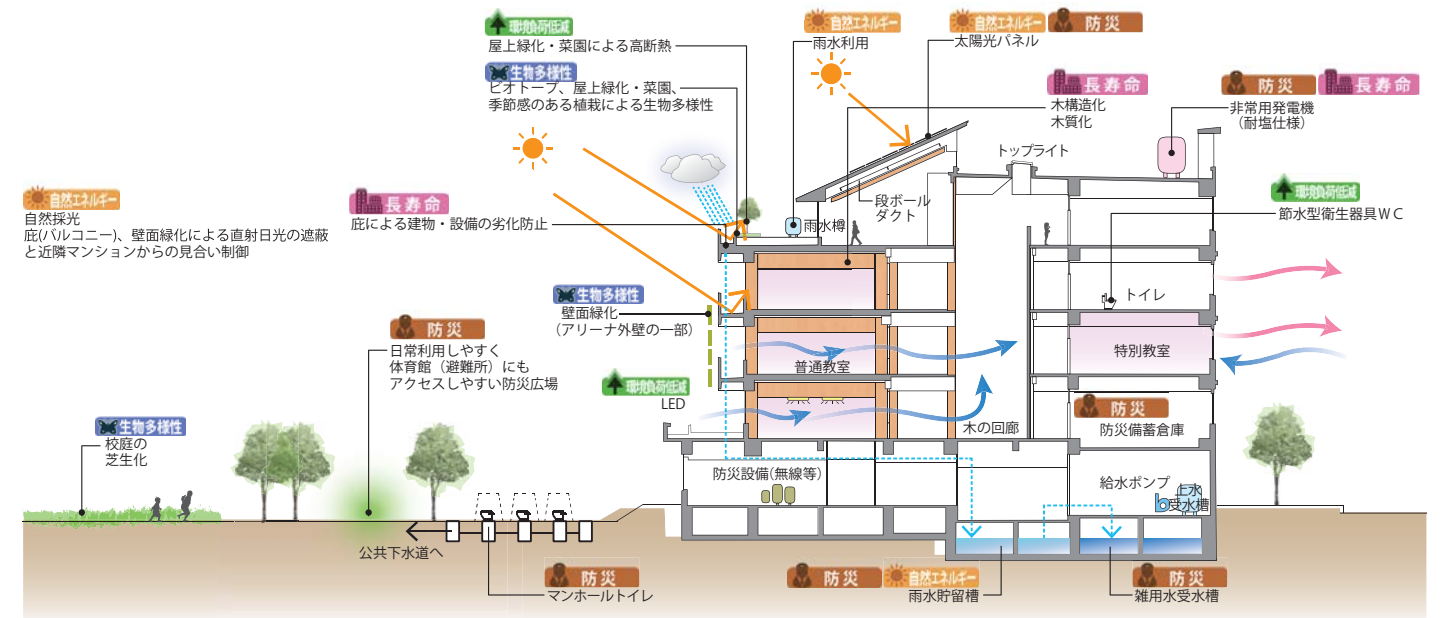 環境負荷低減
屋上緑化・菜園による高断熱
生物多様性
ビオトープ、屋上緑化・菜園、
季節感のある植栽による生物多様性
自然エネルギー
雨水利用
自然エネルギー
防災
太陽光パネル
長寿命
木構造化
木質化
防災
長寿命
非常用発電機
(耐塩仕様)
トップライト
環境負荷低減
節水型衛生器具WC
自然エネルギー
自然採光
庇(バルコニー)、壁面緑化による直射日光の遮蔽
と近隣マンションからの見合い制御
長寿命
庇による建物・設備の劣化防止
段ボール
ダクト
雨水樽
生物多様性
壁面緑化
(アリーナ外壁の一部)
トイレ
防災
日常利用しやすく
体育館(避難所)にも
アクセスしやすい防災広場
普通教室
特別教室
環境負荷低減
LED
防災
防災備蓄倉庫
木の回廊
生物多様性
校庭の
芝生化
防災設備(無線等)
給水ポンプ
上水
受水槽
公共下水道へ
防災
マンホールトイレ
防災
自然エネルギー
雨水貯留槽
防災
雑用水受水槽